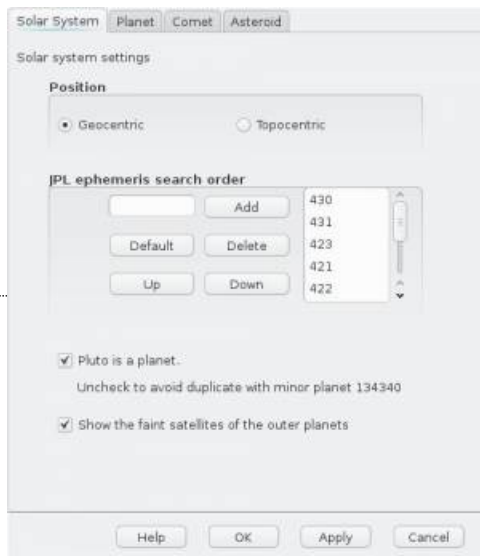 Solar System Planet Comet Asteroid
Solar system settings
Position
Geocentric Topocentric
JPL ephemeris search order
Add
Default Delete
Up Down
430
431
423
421
422
Pluto is a planet.
Uncheck to avoid duplicate with minor planet 134340
Show the faint satellites of the outer planets
Help OK Apply Cancel